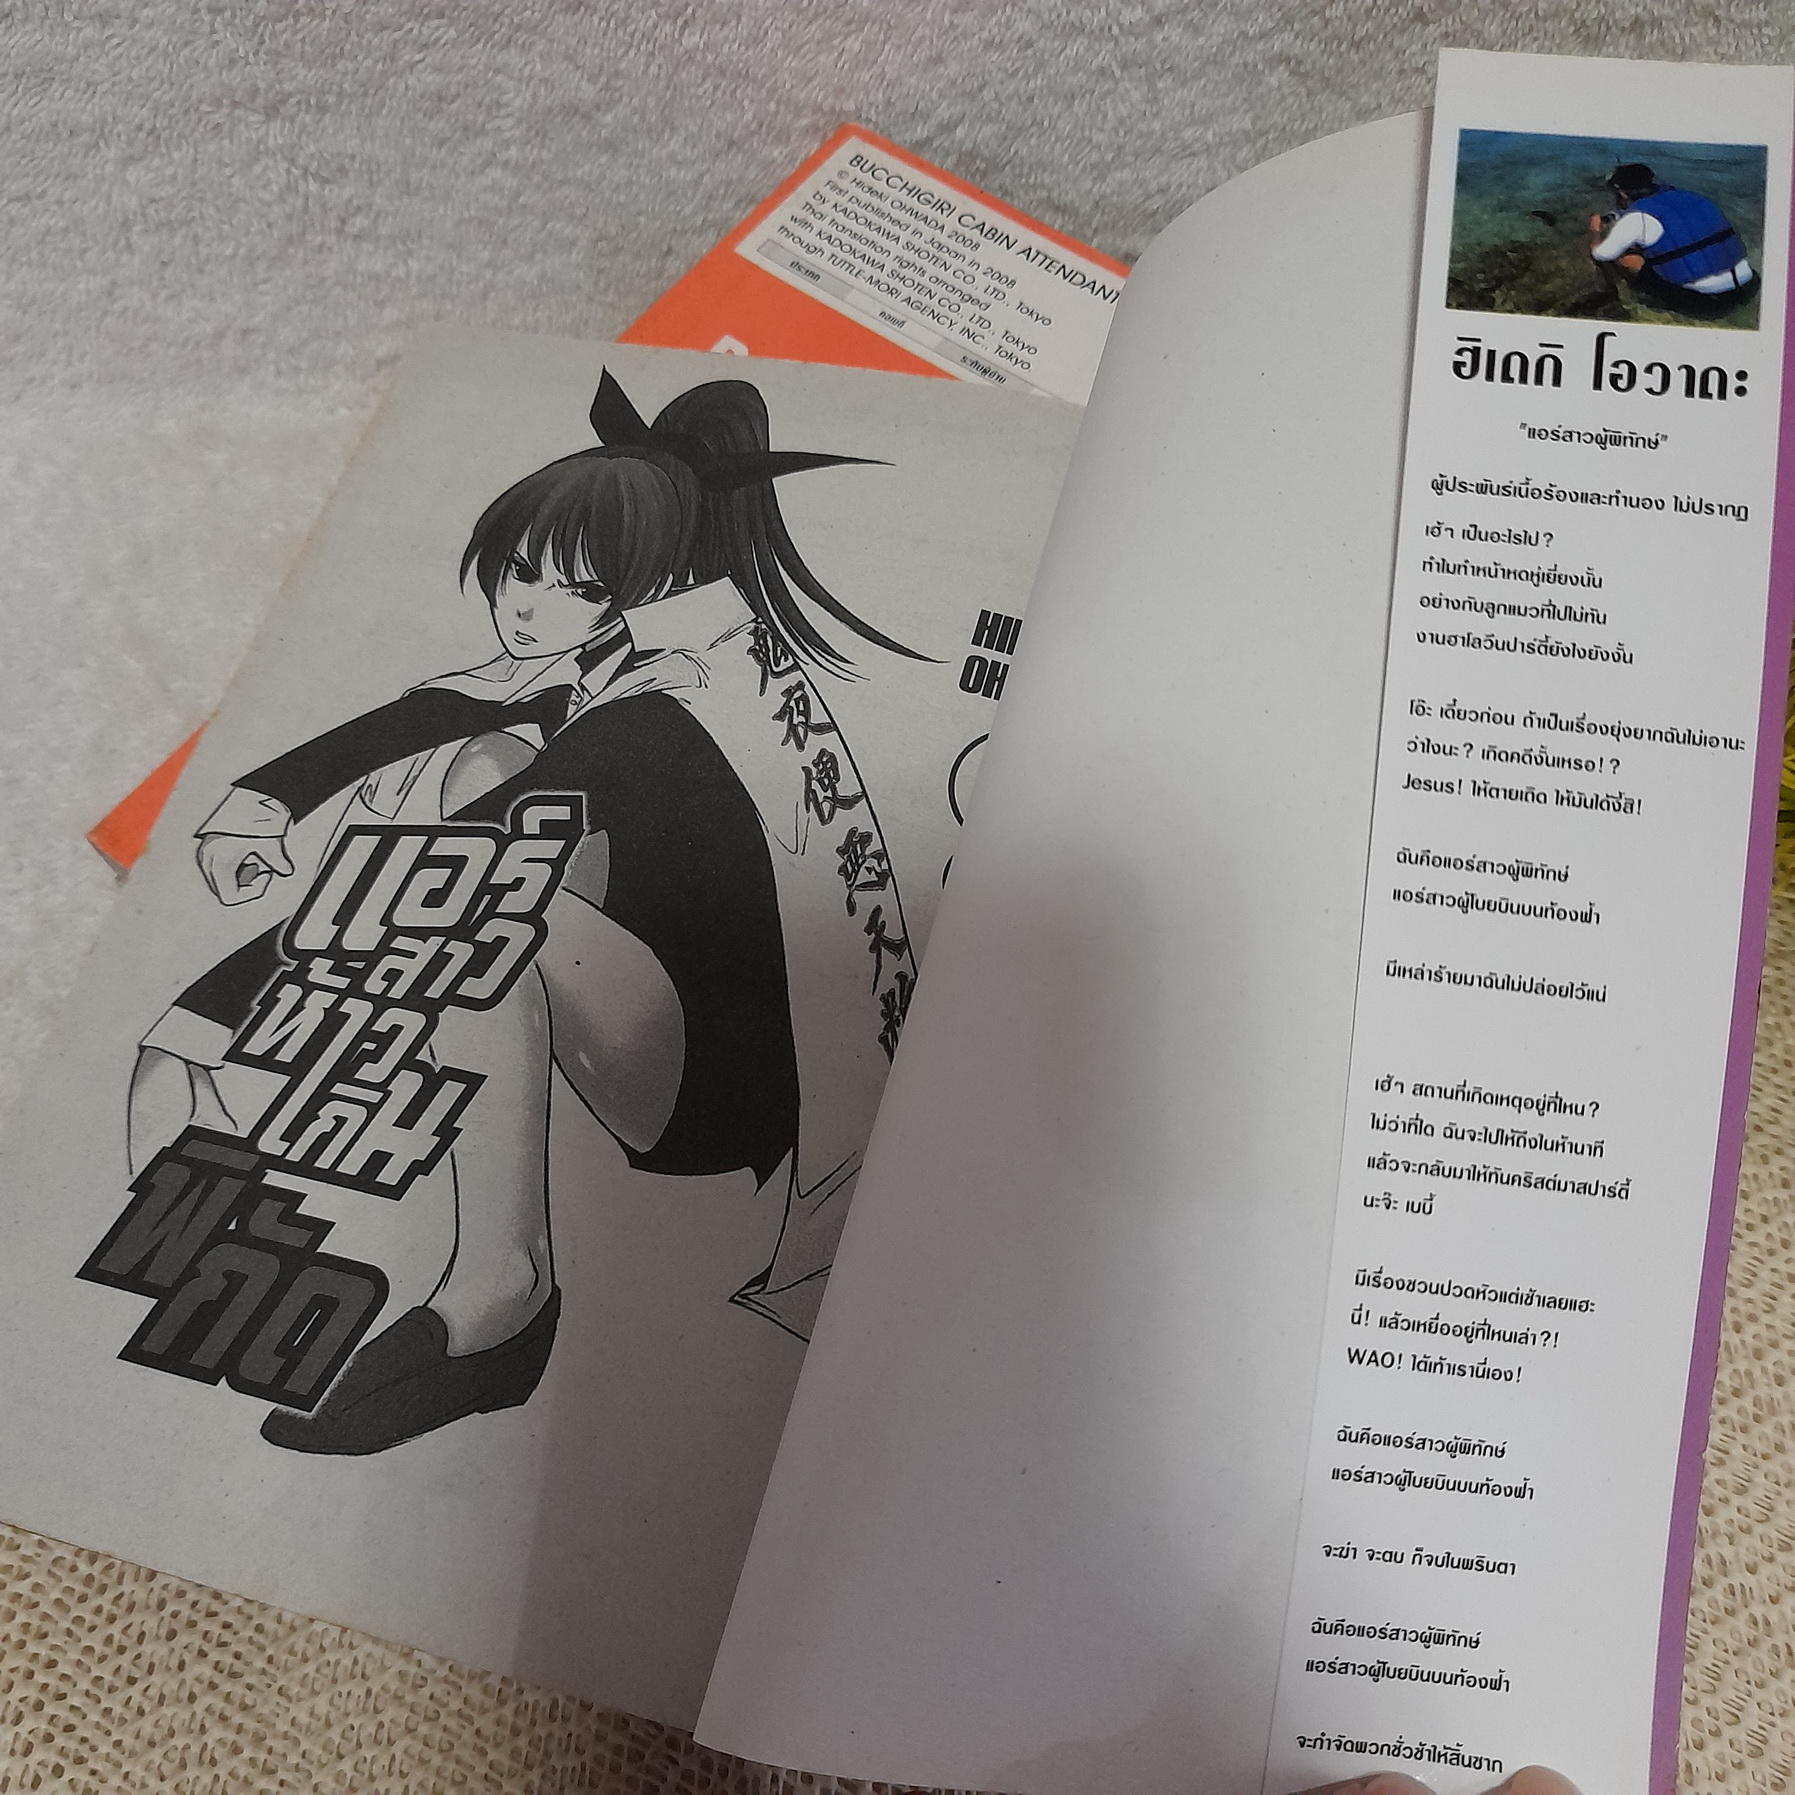 BUCCHIGIRI CABIN ATTENDANT
© Hideki OHWADA 2008
First published in Japan in 2008
by KADOKAWA SHOTEN CO., LTD., Tokyo
Thai translation rights arranged
with KADOKAWA SHOTEN CO., LTD., Tokyo
through TUTTLE-MORI AGENCY, INC., Tokyo.
ประเภท
คอเมดี้
ระดับผู้อ่าน
鬼夜使無天
แอร์
สาว
ห้าว
เกิน
พิกัด
ฮิเดกิ โอวาดะ
"แอร์สาวผู้พิทักษ์"
ผู้ประพันธ์เนื้อร้องและทำนอง ไม่ปรากฏ
เฮ้ๆ เป็นอะไรไป?
ทำไมทำหน้าหดหู่เยี่ยงนั้น
อย่างกับลูกแมวที่ไปไม่ทัน
งานฮาโลวีนปาร์ตี้ยังไงยังงั้น
โอ๊ะ เดี๋ยวก่อน ถ้าเป็นเรื่องยุ่งยากฉันไม่เอานะ
ว่าไงนะ? เกิดคดีงั้นเหรอ!?
Jesus! ให้ตายเถิด ให้มันได้งี้สิ!
ฉันคือแอร์สาวผู้พิทักษ์
แอร์สาวผู้โบยบินบนท้องฟ้า
มีเหล่าร้ายมาฉันไม่ปล่อยไว้แน่
เฮ้ๆ สถานที่เกิดเหตุอยู่ที่ไหน?
ไม่ว่าที่ใด ฉันจะไปให้ถึงในห้านาที
แล้วจะกลับมาให้ทันคริสต์มาสปาร์ตี้
นะจ๊ะ เบบี้
มีเรื่องชวนปวดหัวแต่เช้าเลยแฮะ
นี่! แล้วเหยื่ออยู่ที่ไหนเล่า?!
WAO! ใต้เท้าเรานี่เอง!
ฉันคือแอร์สาวผู้พิทักษ์
แอร์สาวผู้โบยบินบนท้องฟ้า
จะฆ่า จะตบ ก็จบในพริบตา
ฉันคือแอร์สาวผู้พิทักษ์
แอร์สาวผู้โบยบินบนท้องฟ้า
จะกำจัดพวกชั่วช้าให้สิ้นซาก